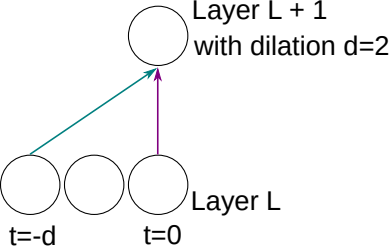 Layer L + 1
with dilation d=2
Layer L
t=-d
t=0